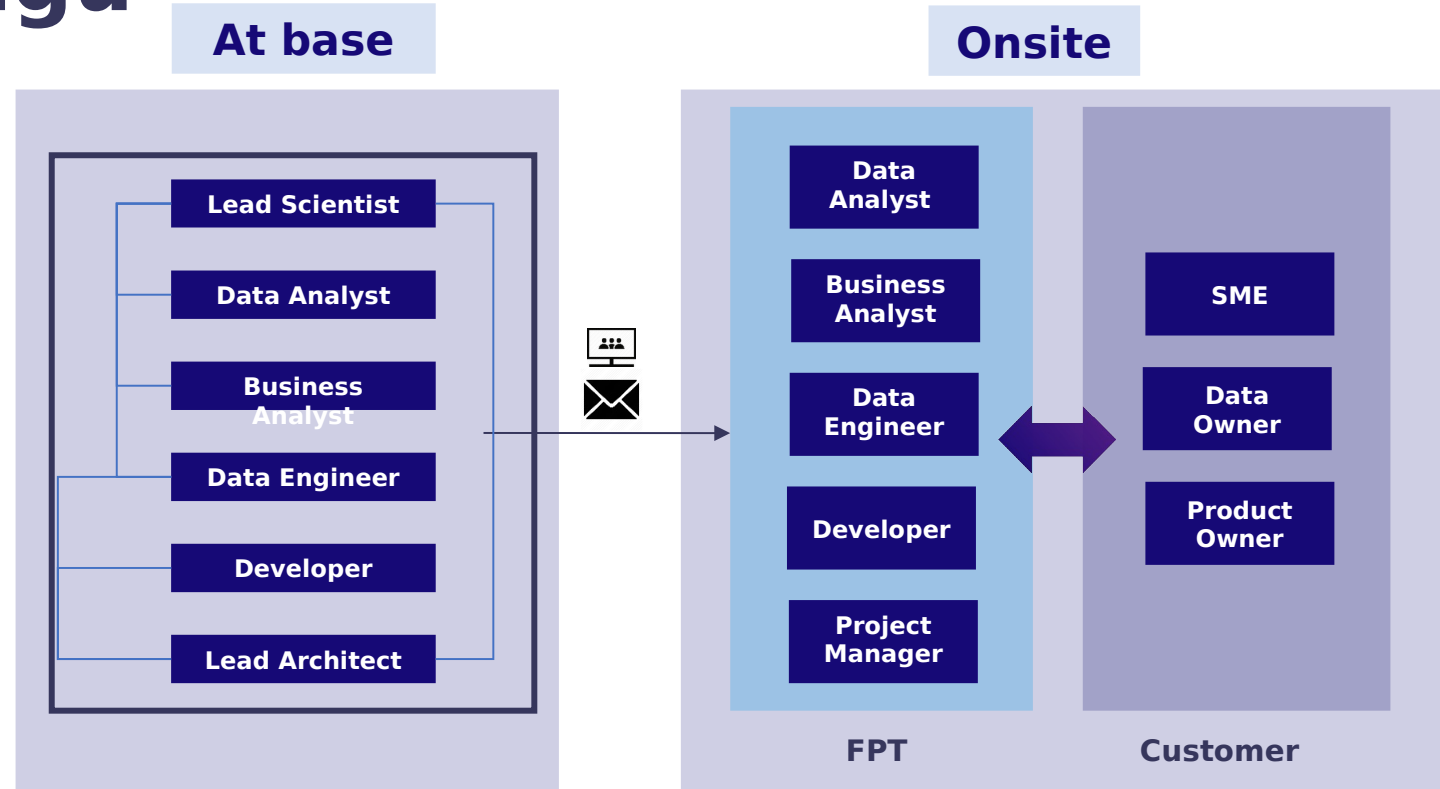 At base
Onsite
Lead Scientist
Data Analyst
Business
Analyst
Data Engineer
Developer
Lead Architect
Data
Analyst
Business
Analyst
Data
Engineer
Developer
Project
Manager
FPT
SME
Data
Owner
Product
Owner
Customer